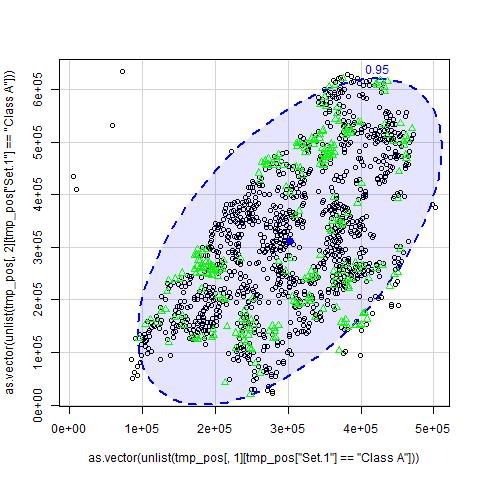 0.95
6e+05
5e+05
4e+05
3e+05
2e+05
1e+05
0e+00
as.vector(unlist(tmp_pos[, 2][tmp_pos["Set.1"] == "Class A"]))
0e+00 1e+05 2e+05 3e+05 4e+05 5e+05
as.vector(unlist(tmp_pos[, 1][tmp_pos["Set.1"] == "Class A"]))